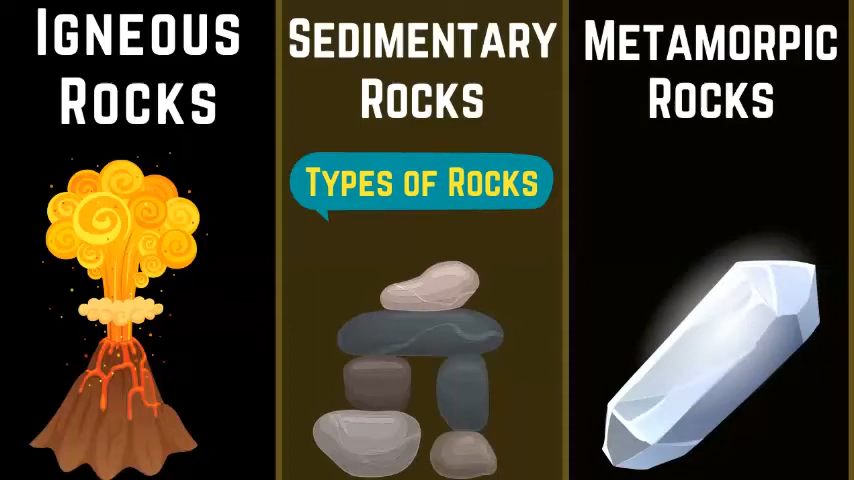 Igneous
Rocks
Sedimentary
Rocks
Types of Rocks
Metamorpic
Rocks